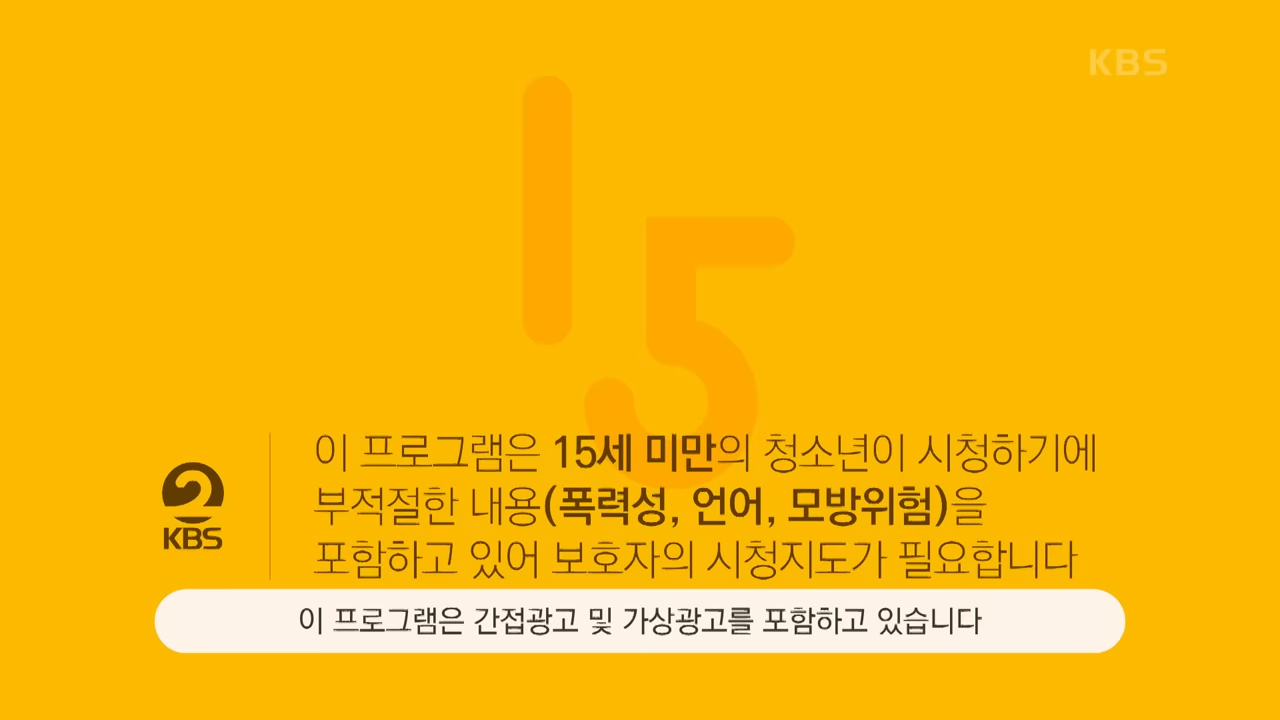 KBS
15
이 프로그램은 15세 미만의 청소년이 시청하기에
부적절한 내용(폭력성, 언어, 모방위험)을
포함하고 있어 보호자의 시청지도가 필요합니다
2
KBS
이 프로그램은 간접광고 및 가상광고를 포함하고 있습니다